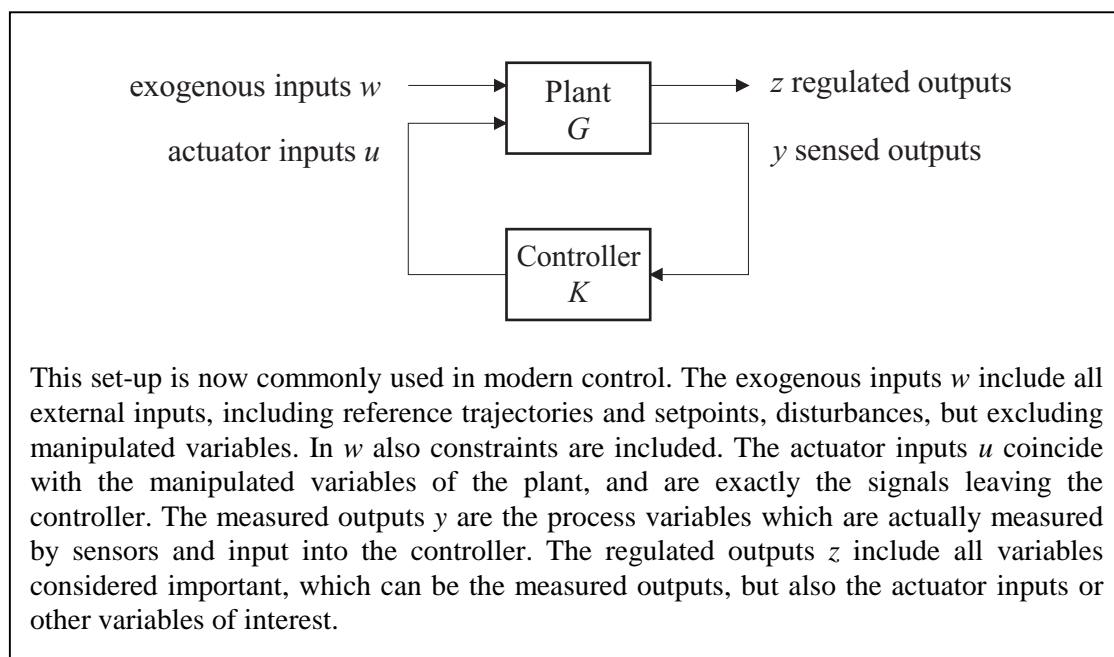 exogenous inputs w
actuator inputs u
Plant
G
z regulated outputs
y sensed outputs
Controller
K
This set-up is now commonly used in modern control. The exogenous inputs w include all
external inputs, including reference trajectories and setpoints, disturbances, but excluding
manipulated variables. In w also constraints are included. The actuator inputs u coincide
with the manipulated variables of the plant, and are exactly the signals leaving the
controller. The measured outputs y are the process variables which are actually measured
by sensors and input into the controller. The regulated outputs z include all variables
considered important, which can be the measured outputs, but also the actuator inputs or
other variables of interest.